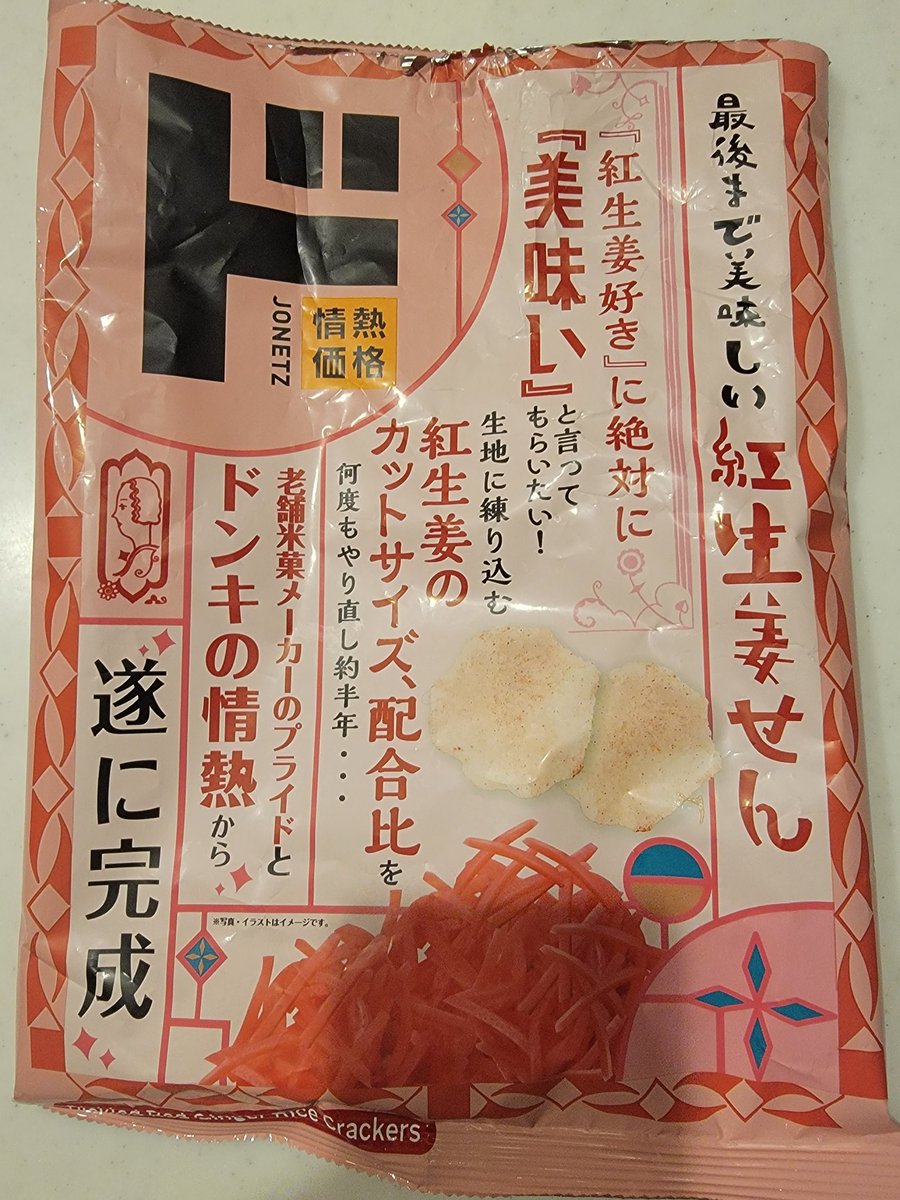 最後まで美味しい紅生姜せん
『紅生姜好き』に絶対に
『美味い』と言って
もらいたい！
生地に練り込む
紅生姜の
カットサイズ、配合比を
何度もやり直し約半年・・・
老舗米菓メーカーのプライドと
ドンキの情熱から
遂に完成
ド
JONETZ
情熱
価格
※写真・イラストはイメージです。
Pickled Red Ginger Rice Crackers